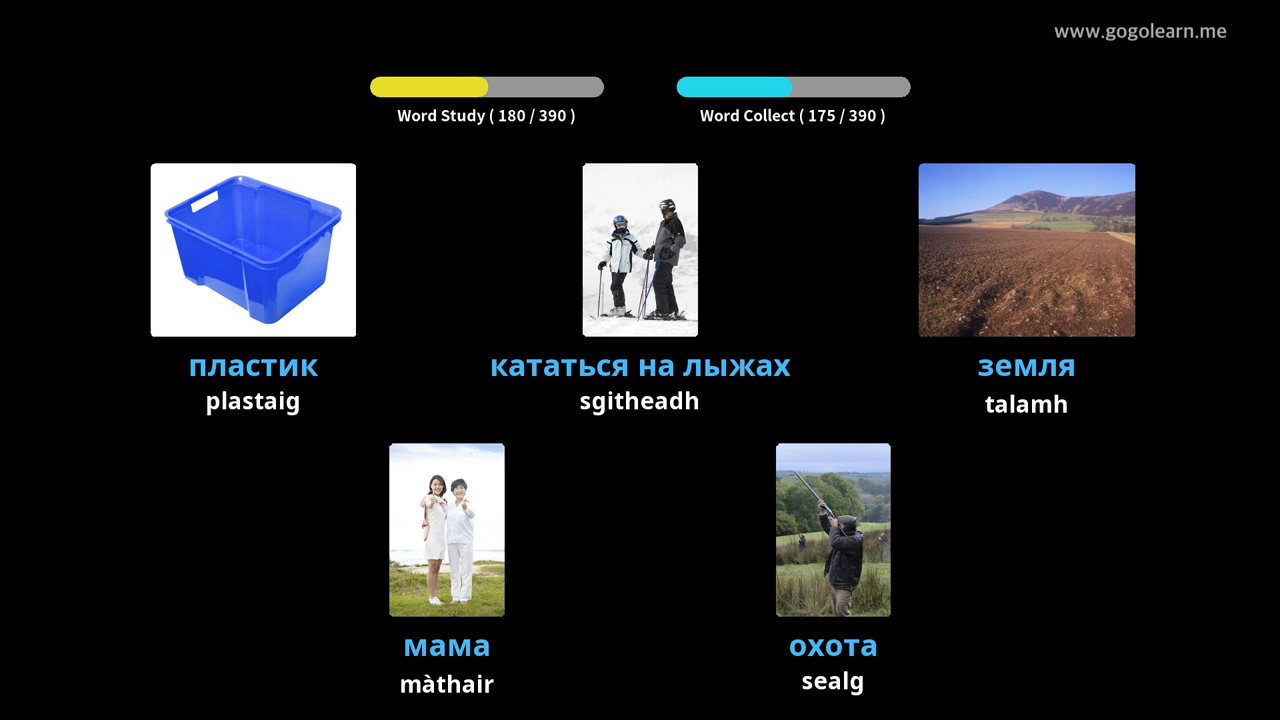 www.gogolearn.me
Word Study ( 180 / 390 )
Word Collect ( 175 / 390 )
пластик
plastaig
кататься на лыжах
sgitheadh
земля
talamh
мама
màthair
охота
sealg